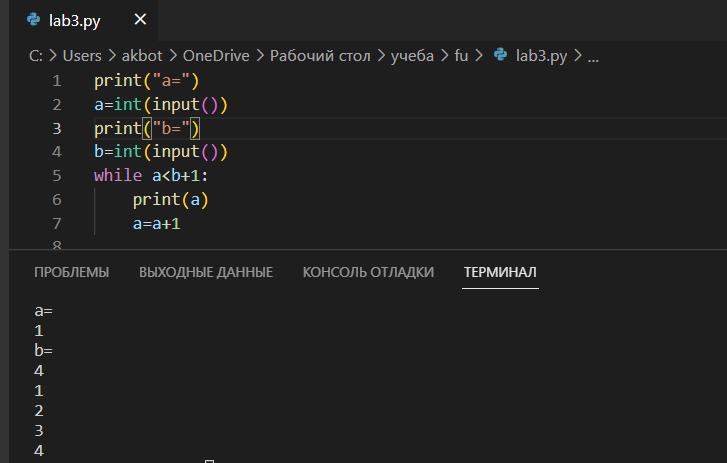 lab3.py ×
C: > Users > akbot > OneDrive > Рабочий стол > учеба > fu > lab3.py > ...
1 print("a=")
2 a=int(input())
3 print("b=")
4 b=int(input())
5 while a<b+1:
6     print(a)
7     a=a+1
8
ПРОБЛЕМЫ ВЫХОДНЫЕ ДАННЫЕ КОНСОЛЬ ОТЛАДКИ ТЕРМИНАЛ
a=
1
b=
4
1
2
3
4